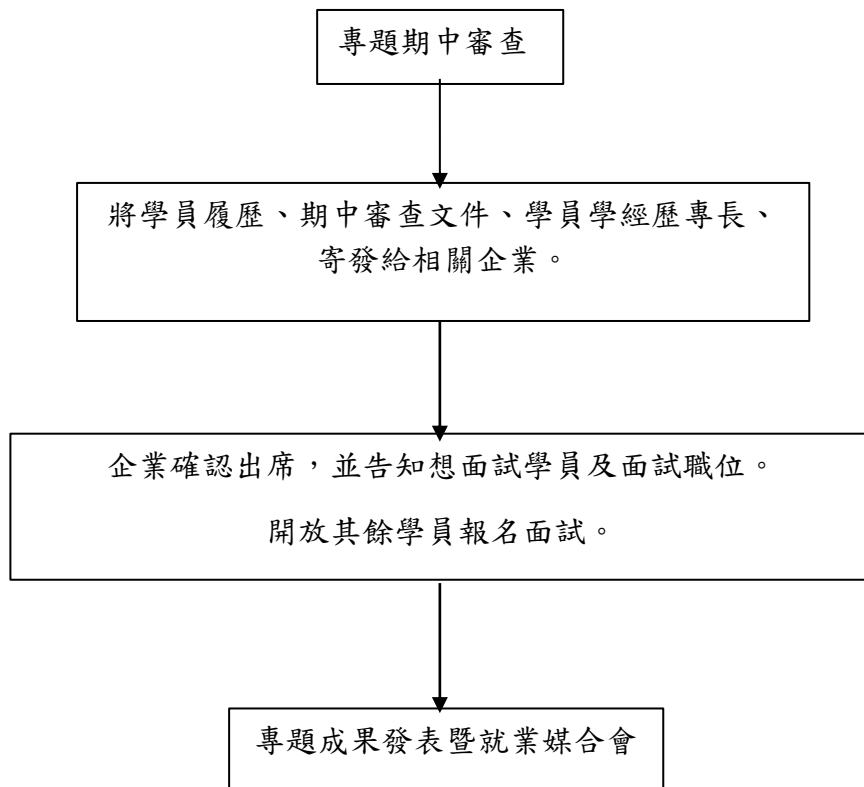 專題期中審查
將學員履歷、期中審查文件、學員學經歷專長、
寄發給相關企業。
企業確認出席,並告知想面試學員及面試職位。
開放其餘學員報名面試。
專題成果發表暨就業媒合會